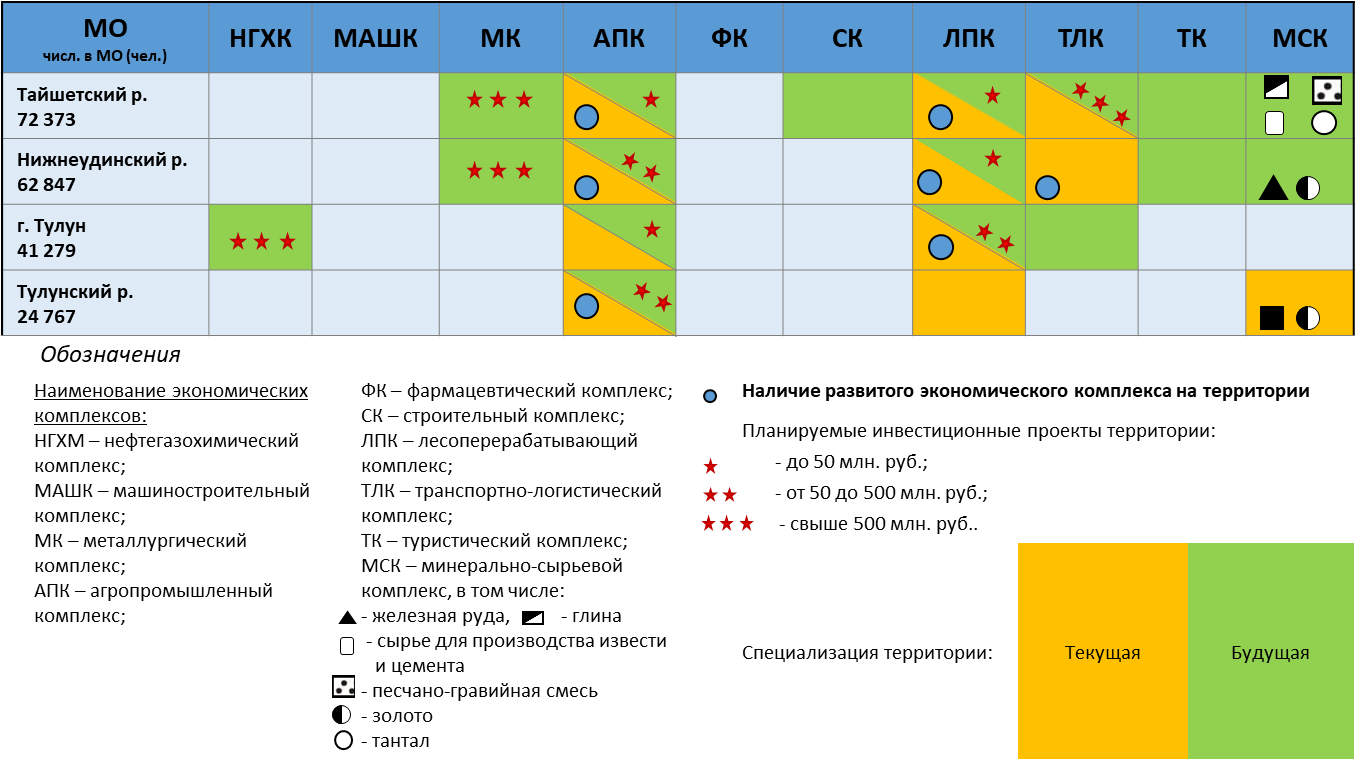 МО
числ. в МО (чел.)
НГХК
МАШК
МК
АПК
ФК
СК
ЛПК
ТЛК
ТК
МСК
Тайшетский р.
72 373
Нижнеудинский р.
62 847
г. Тулун
41 279
Тулунский р.
24 767
Обозначения
Наименование экономических
комплексов:
НГХМ – нефтегазохимический
комплекс;
МАШК – машиностроительный
комплекс;
МК – металлургический
комплекс;
АПК – агропромышленный
комплекс;
ФК – фармацевтический комплекс;
СК – строительный комплекс;
ЛПК – лесоперерабатывающий
комплекс;
ТЛК – транспортно-логистический
комплекс;
ТК – туристический комплекс;
МСК – минерально-сырьевой
комплекс, в том числе:
- железная руда, - глина
- сырье для производства извести
и цемента
- песчано-гравийная смесь
- золото
- тантал
Наличие развитого экономического комплекса на территории
Планируемые инвестиционные проекты территории:
- до 50 млн. руб.;
- от 50 до 500 млн. руб.;
- свыше 500 млн. руб..
Специализация территории:
Текущая
Будущая